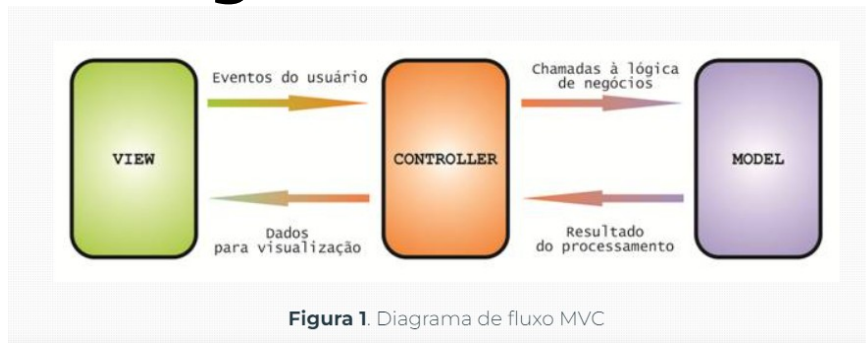 Eventos do usuário
Chamadas à lógica
de negócios
VIEW
CONTROLLER
MODEL
Dados
para visualização
Resultado
do processamento
Figura 1. Diagrama de fluxo MVC